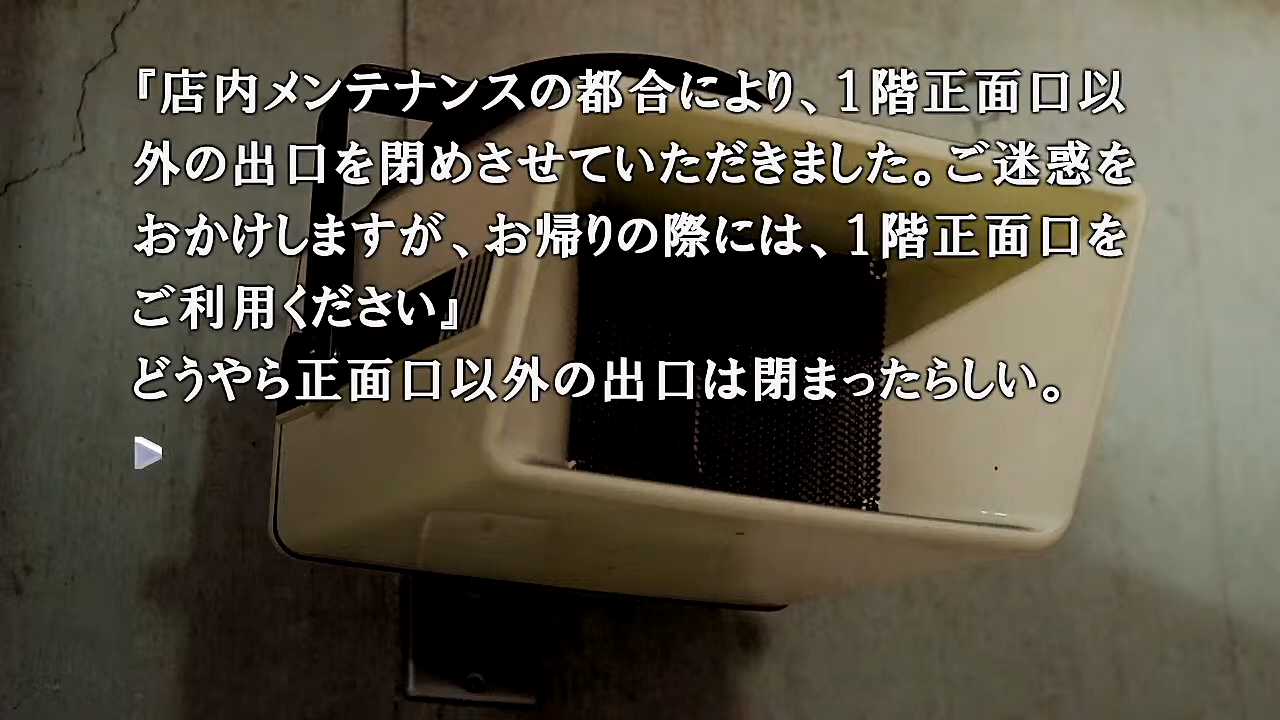 『店内メンテナンスの都合により、1階正面口以
外の出口を閉めさせていただきました。ご迷惑を
おかけしますが、お帰りの際には、1階正面口を
ご利用ください』
どうやら正面口以外の出口は閉まったらしい。